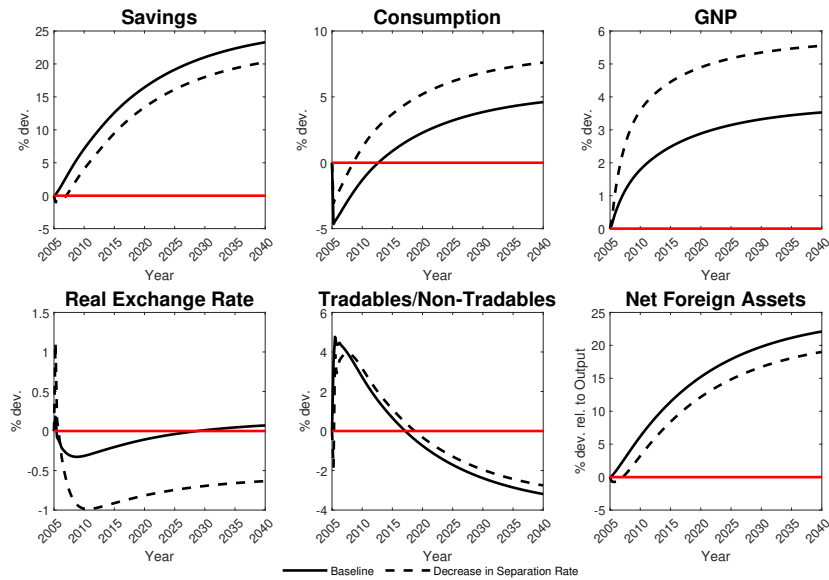 Savings
% dev.
25
20
15
10
5
0
-5
2005 2010 2015 2020 2025 2030 2035 2040
Year
Consumption
% dev.
10
5
0
-5
2005 2010 2015 2020 2025 2030 2035 2040
Year
GNP
% dev.
6
5
4
3
2
1
0
2005 2010 2015 2020 2025 2030 2035 2040
Year
Real Exchange Rate
% dev.
1.5
1
0.5
0
-0.5
-1
2005 2010 2015 2020 2025 2030 2035 2040
Year
Tradables/Non-Tradables
% dev.
6
4
2
0
-2
-4
2005 2010 2015 2020 2025 2030 2035 2040
Year
Net Foreign Assets
% dev. rel. to Output
25
20
15
10
5
0
-5
2005 2010 2015 2020 2025 2030 2035 2040
Year
Baseline Decrease in Separation Rate